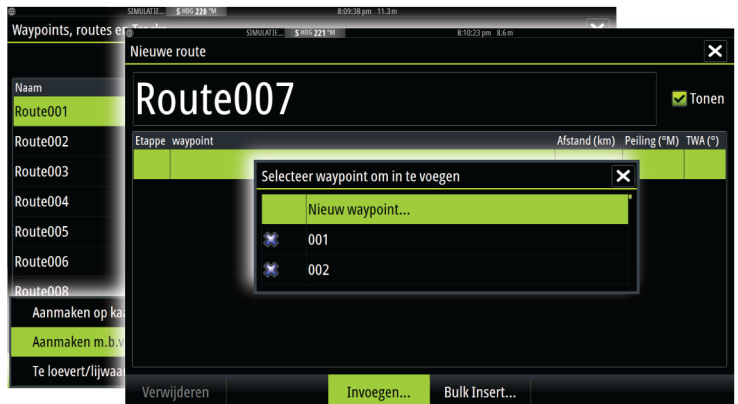 SIMULATIE... S HDG 220 °M 8:09:38 pm 11.3 m
Waypoints, routes en Tracks
Naam
Route001
Route002
Route003
Route004
Route005
Route006
Route008
Aanmaken op
Aanmaken m.b.v
Te loevert/lijwaa
SIMULATIE... S HDG 221 °M 8:10:23 pm 8.6 m
Nieuwe route
Route007
Tonen
Etappe waypoint Afstand (km) Peiling (°M) TWA (°)
Selecteer waypoint om in te voegen
Nieuw waypoint...
001
002
Verwijderen Invoegen... Bulk Insert...